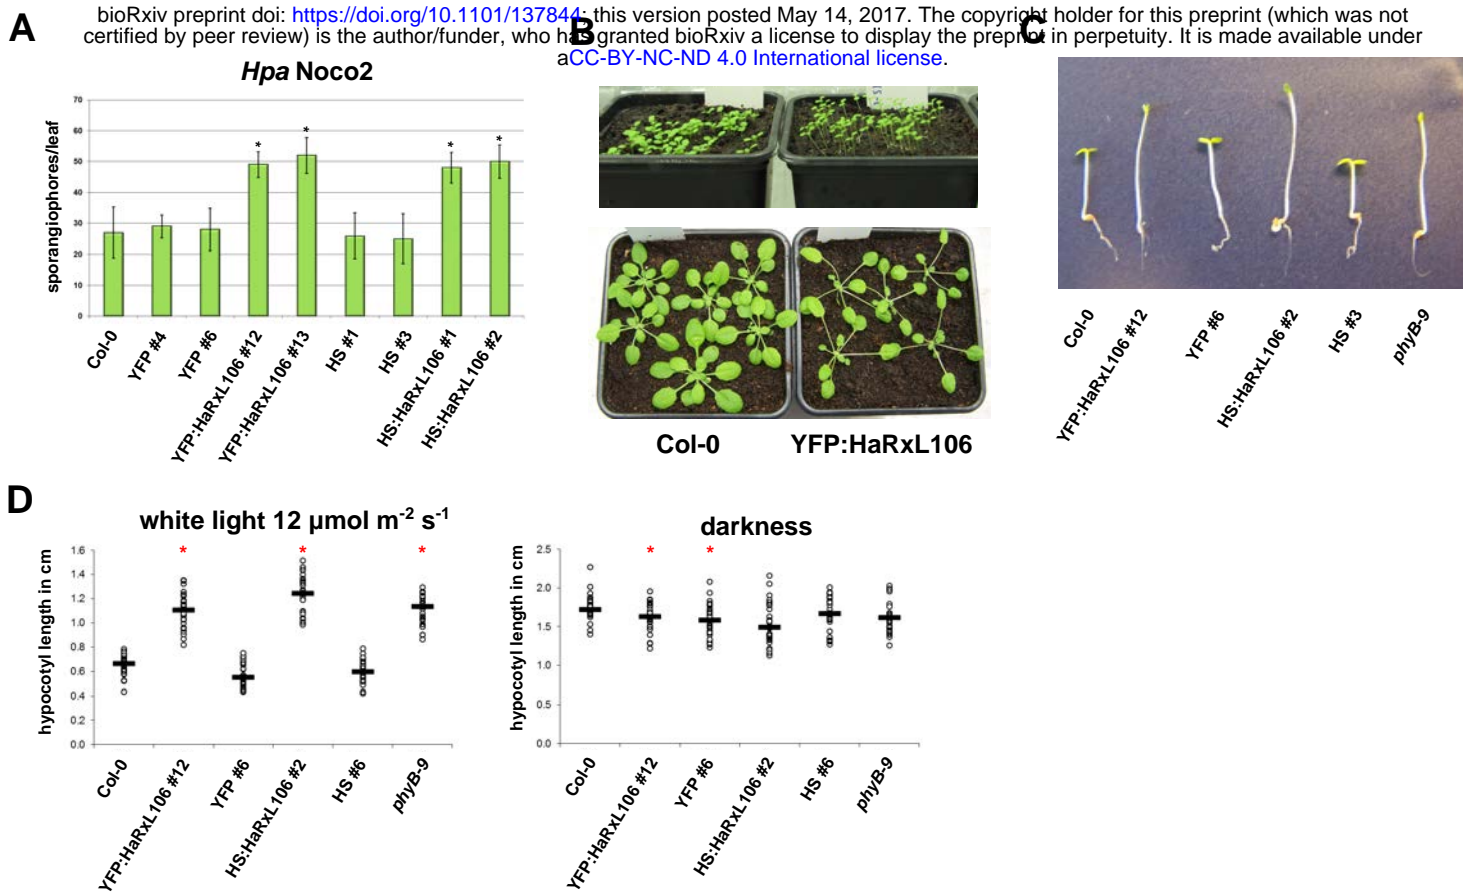 bioRxiv preprint doi: https://doi.org/10.1101/137844; this version posted May 14, 2017. The copyright holder for this preprint (which was not
certified by peer review) is the author/funder, who has granted bioRxiv a license to display the preprint in perpetuity. It is made available under
aCC-BY-NC-ND 4.0 International license.
A
Hpa Noco2
sporangiophores/leaf
70
60
50
40
30
20
10
0
Col-0
YFP #4
YFP #6
YFP:HaRxL106 #12
YFP:HaRxL106 #13
HS #1
HS #3
HS:HaRxL106 #1
HS:HaRxL106 #2
* * * *
B
Col-0
YFP:HaRxL106
C
Col-0
YFP:HaRxL106 #12
YFP #6
HS:HaRxL106 #2
HS #3
phyB-9
D
white light 12 µmol m-2 s-1
hypocotyl length in cm
1.6
1.4
1.2
1.0
0.8
0.6
0.4
0.2
0.0
* * *
Col-0
YFP:HaRxL106 #12
YFP #6
HS:HaRxL106 #2
HS #6
phyB-9
darkness
hypocotyl length in cm
2.5
2.0
1.5
1.0
0.5
0.0
* *
Col-0
YFP:HaRxL106 #12
YFP #6
HS:HaRxL106 #2
HS #6
phyB-9